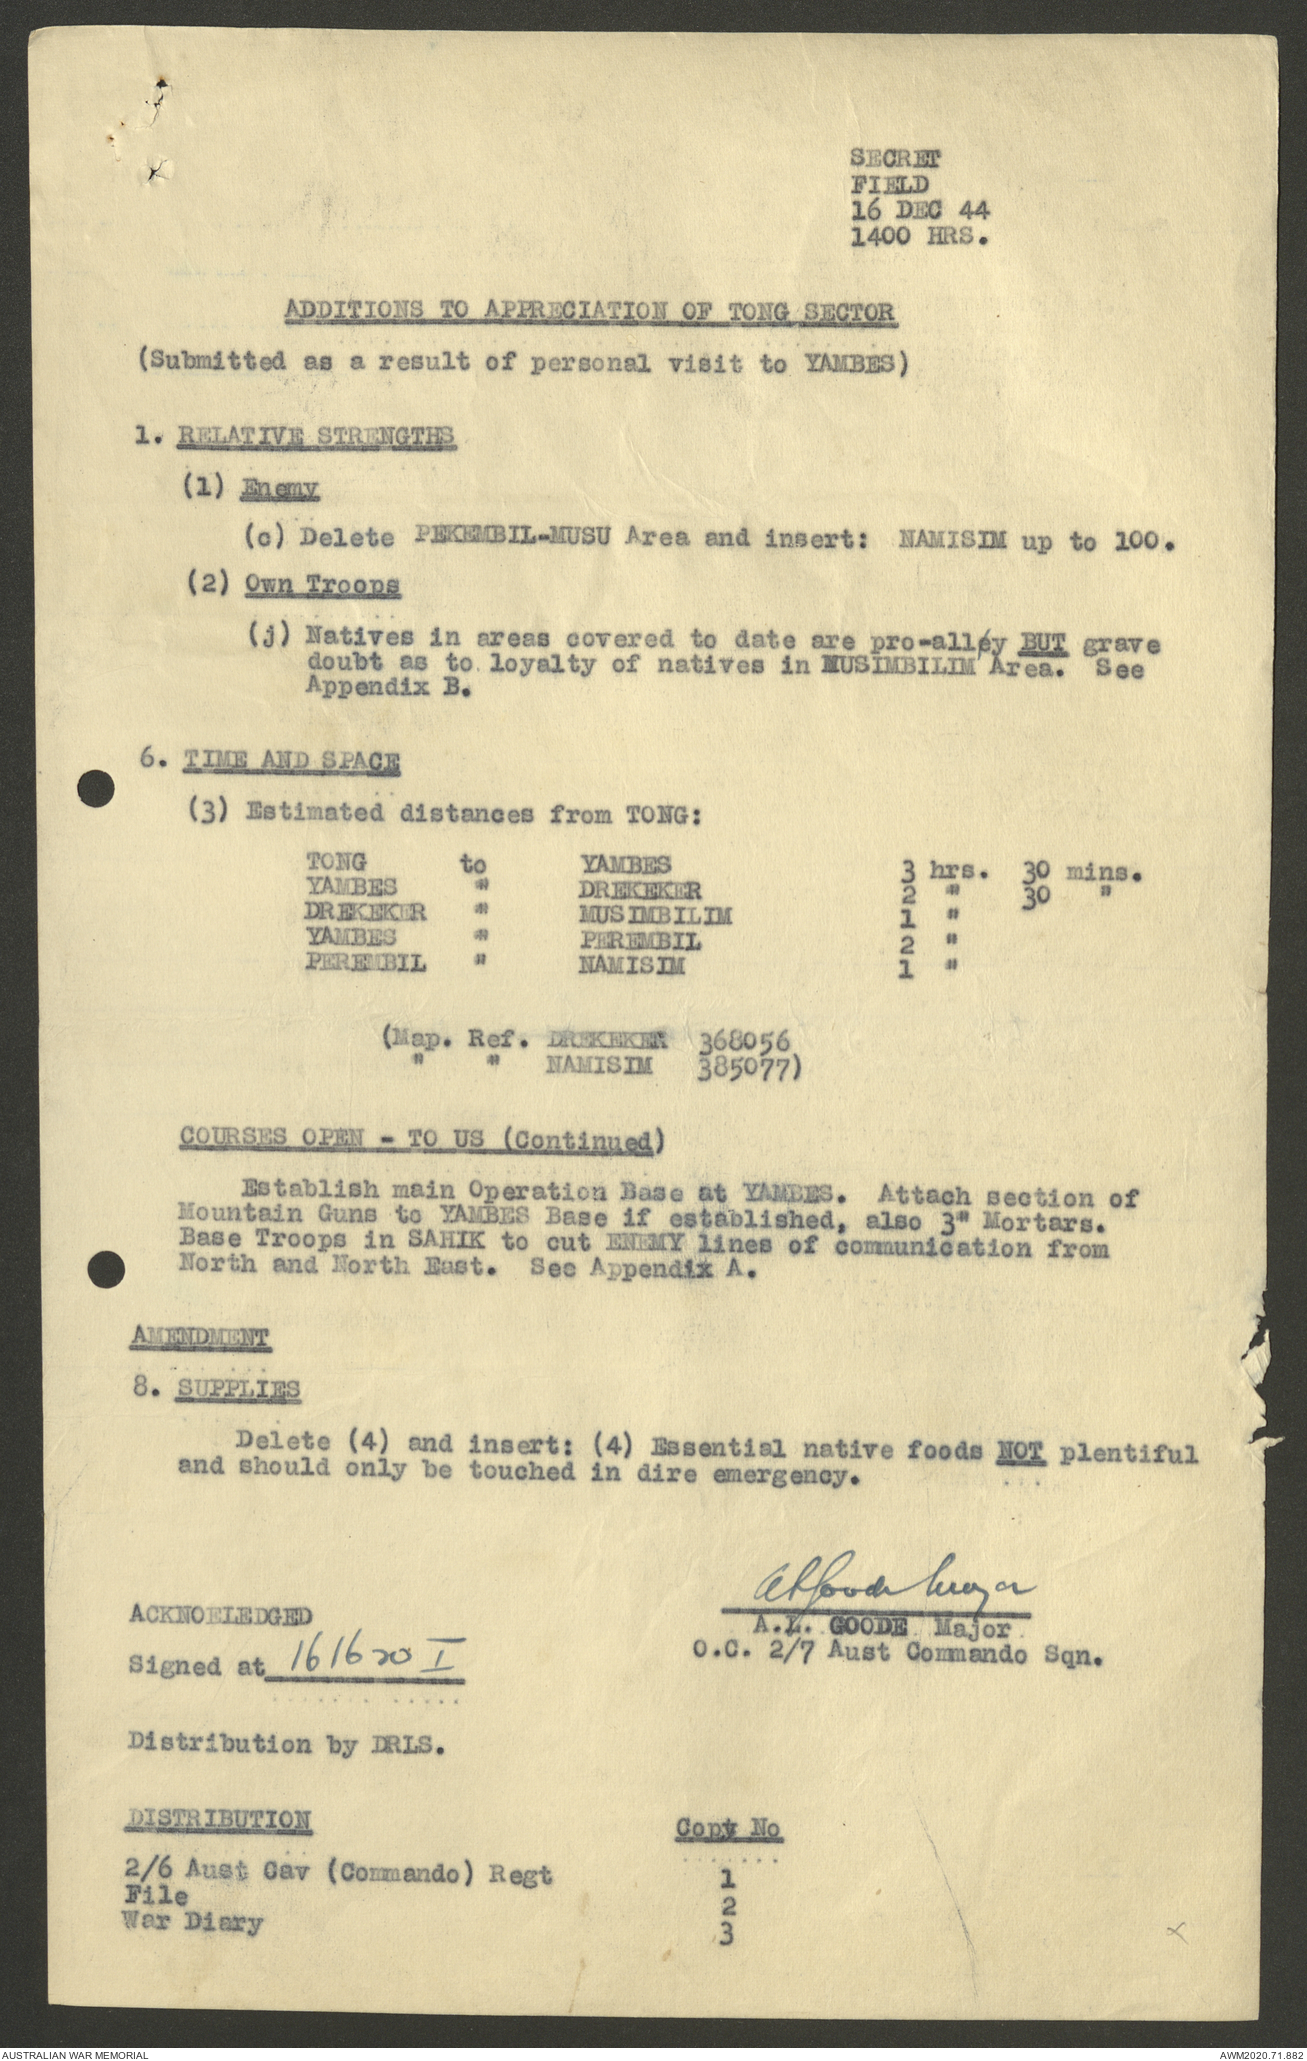 SECRET
FIELD
16 DEC 44
1400 HRS.
ADDITIONS TO APPRECIATION OF TONG SECTOR
(Submitted as a result of personal visit to YAMBES)
1. RELATIVE STRENGTHS
(1) Enemy
(c) Delete PEKEMBIL-MUSU Area and insert: NAMISIM up to 100.
(2) Own Troops
(j) Natives in areas covered to date are pro-ally BUT grave
doubt as to loyalty of natives in MUSIMBILIM Area. See
Appendix B.
6. TIME AND SPACE
(3) Estimated distances from TONG:
TONG to YAMBES 3 hrs. 30 mins.
YAMBES " DREKEKER 2 " 30 "
DREKEKER " MUSIMBILIM 1 "
YAMBES " PEREMBIL 2 "
PEREMBIL " NAMISIM 1 "
(Map. Ref. DREKEKER 368056
" " NAMISIM 385077)
COURSES OPEN - TO US (Continued)
Establish main Operation Base at YAMBES. Attach section of
Mountain Guns to YAMBES Base if established, also 3" Mortars.
Base Troops in SAHIK to cut ENEMY lines of communication from
North and North East. See Appendix A.
AMENDMENT
8. SUPPLIES
Delete (4) and insert: (4) Essential native foods NOT plentiful
and should only be touched in dire emergency.
ALGoode Major
ACKNOELEDGED
A.L. GOODE Major
O.C. 2/7 Aust Commando Sqn.
Signed at 161620 I
Distribution by DRLS.
DISTRIBUTION Copy No
2/6 Aust Cav (Commando) Regt 1
File 2
War Diary 3
AUSTRALIAN WAR MEMORIAL AWM2020.71.882